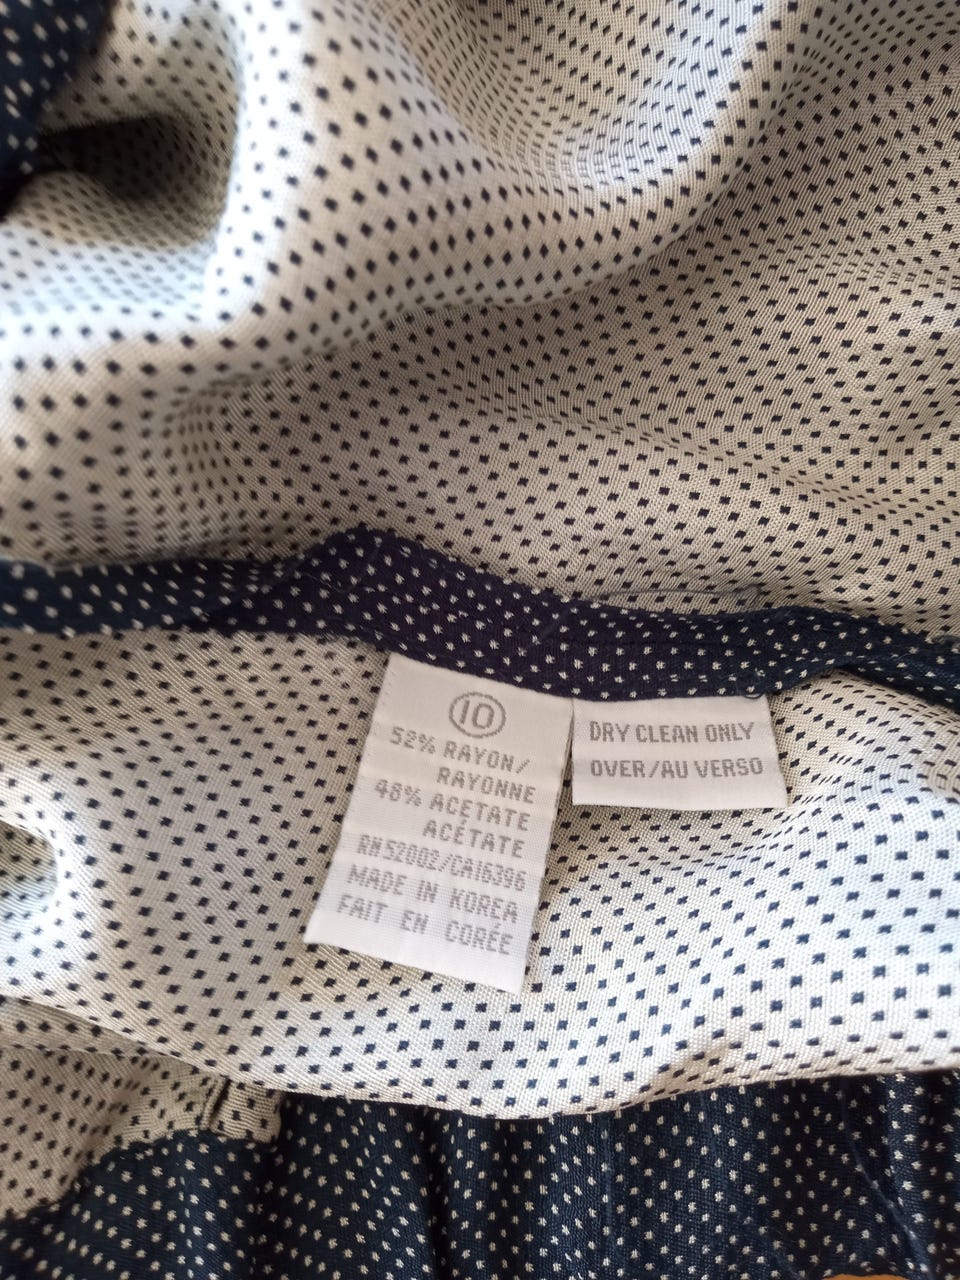 10
52% RAYON/
RAYONNE
48% ACETATE
ACÉTATE
RN52002/CA16396
MADE IN KOREA
FAIT EN CORÉE
DRY CLEAN ONLY
OVER/AU VERSO